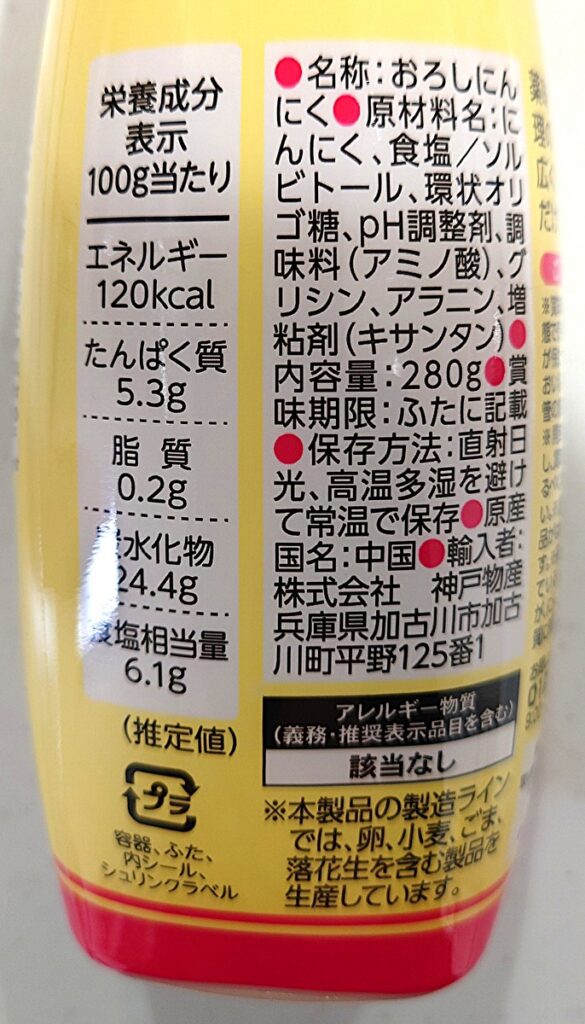 栄養成分
表示
100g当たり
エネルギー
120kcal
たんぱく質
5.3g
脂 質
0.2g
炭水化物
24.4g
食塩相当量
6.1g
(推定値)
プラ
容器、ふた、
内シール、
シュリンクラベル
●名称:おろしにん
にく●原材料名:に
んにく、食塩/ソル
ビトール、環状オリ
ゴ糖、pH調整剤、調
味料(アミノ酸)、グ
リシン、アラニン、増
粘剤(キサンタン)●
内容量:280g●賞
味期限:ふたに記載
●保存方法:直射日
光、高温多湿を避け
て常温で保存●原産
国名:中国●輸入者:
株式会社 神戸物産
兵庫県加古川市加古
川町平野125番1
アレルギー物質
(義務・推奨表示品目を含む)
該当なし
※本製品の製造ライン
では、卵、小麦、ごま、
落花生を含む製品を
生産しています。